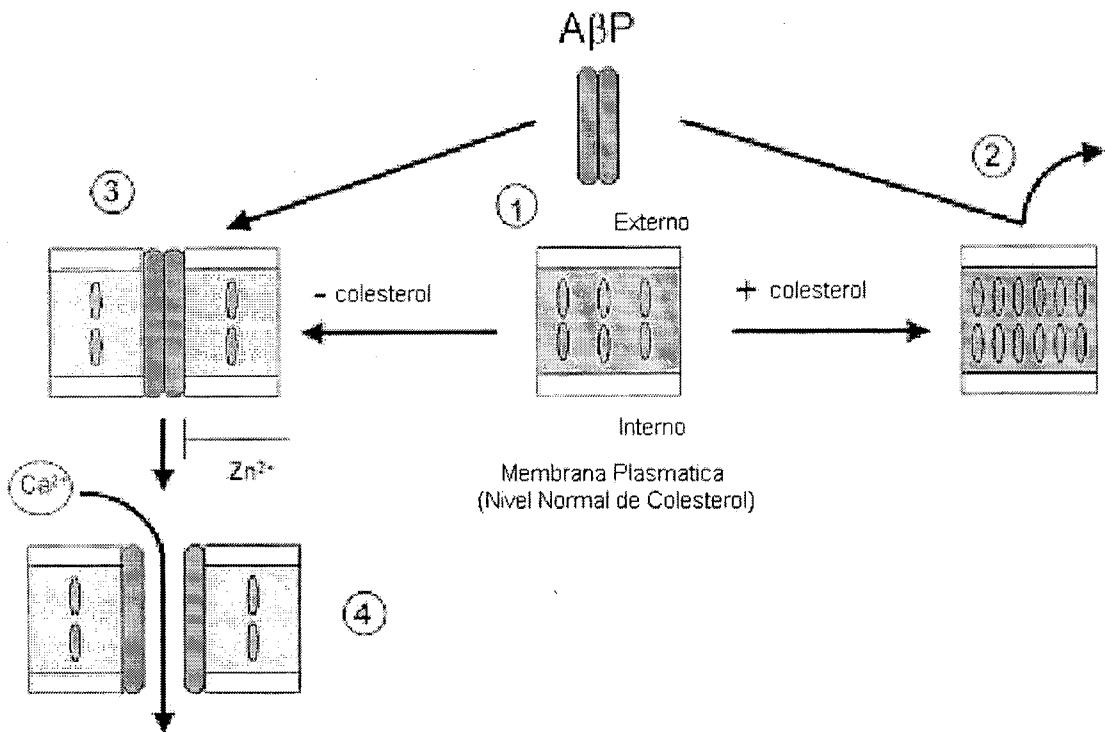 AβP
2
3
1
Externo
- colesterol
+ colesterol
Interno
Zn²⁺
Ca²⁺
Membrana Plasmatica
(Nivel Normal de Colesterol)
4